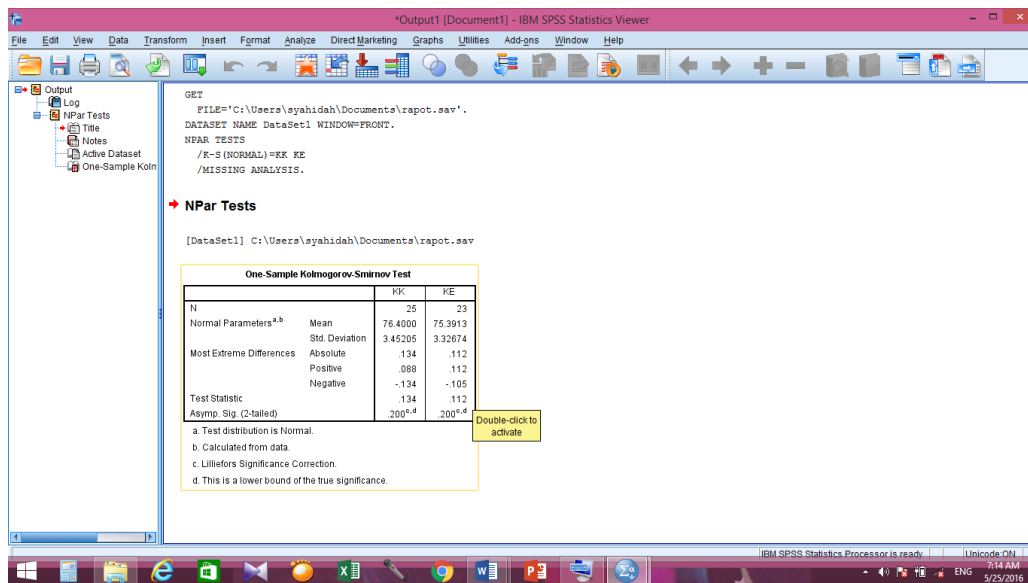 *Output1 [Document1] - IBM SPSS Statistics Viewer
File Edit View Data Transform Insert Format Analyze Direct Marketing Graphs Utilities Add-ons Window Help
Output
Log
NPar Tests
Title
Notes
Active Dataset
One-Sample Kolm
GET
FILE='C:\Users\syahidah\Documents\rapot.sav'.
DATASET NAME DataSet1 WINDOW=FRONT.
NPAR TESTS
/K-S(NORMAL)=KK KE
/MISSING ANALYSIS.
NPar Tests
[DataSet1] C:\Users\syahidah\Documents\rapot.sav
One-Sample Kolmogorov-Smirnov Test
KK KE
N 25 23
Normal Parameters a,b Mean 76.4000 75.3913
Std. Deviation 3.45205 3.32674
Most Extreme Differences Absolute .134 .112
Positive .088 .112
Negative -.134 -.105
Test Statistic .134 .112
Asymp. Sig. (2-tailed) .200 c,d .200 c,d
a. Test distribution is Normal.
b. Calculated from data.
c. Lilliefors Significance Correction.
d. This is a lower bound of the true significance.
Double-click to
activate
IBM SPSS Statistics Processor is ready Unicode:ON
ENG 7:14 AM
5/25/2016